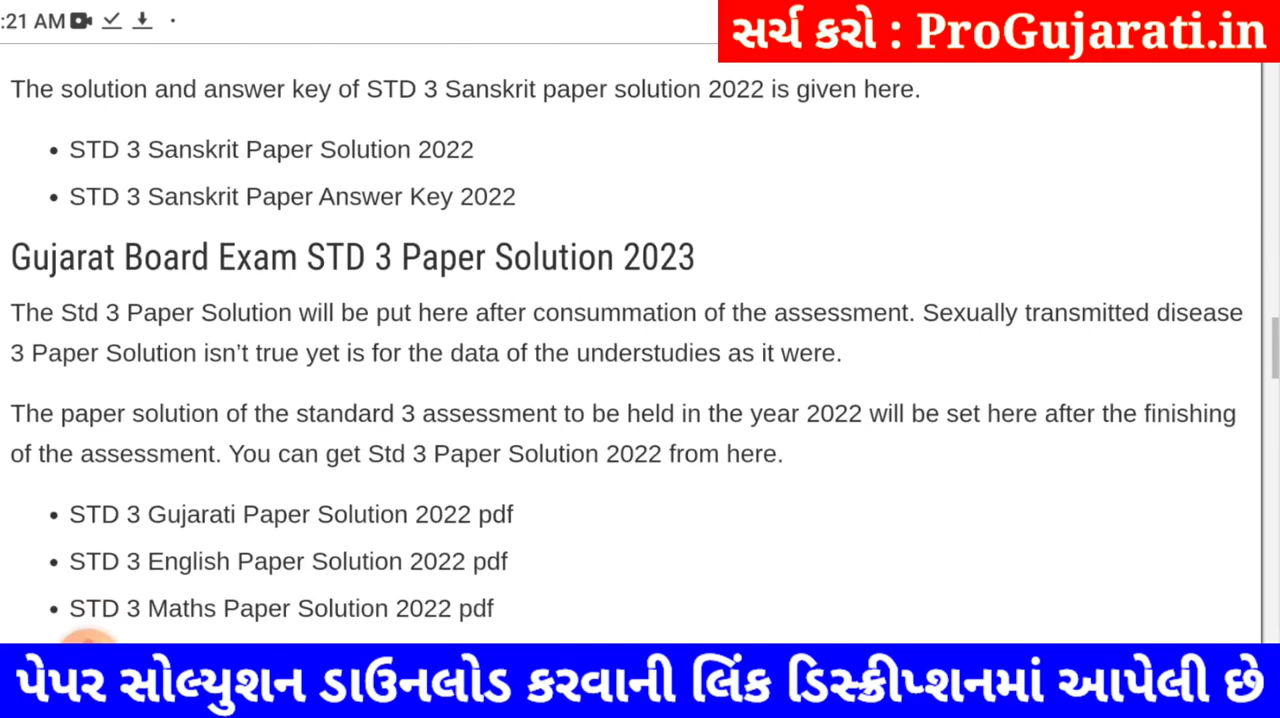 :21 AM
સર્ચ કરો : ProGujarati.in
The solution and answer key of STD 3 Sanskrit paper solution 2022 is given here.
• STD 3 Sanskrit Paper Solution 2022
• STD 3 Sanskrit Paper Answer Key 2022
Gujarat Board Exam STD 3 Paper Solution 2023
The Std 3 Paper Solution will be put here after consummation of the assessment. Sexually transmitted disease
3 Paper Solution isn’t true yet is for the data of the understudies as it were.
The paper solution of the standard 3 assessment to be held in the year 2022 will be set here after the finishing
of the assessment. You can get Std 3 Paper Solution 2022 from here.
• STD 3 Gujarati Paper Solution 2022 pdf
• STD 3 English Paper Solution 2022 pdf
• STD 3 Maths Paper Solution 2022 pdf
પેપર સોલ્યુશન ડાઉનલોડ કરવાની લિંક ડિસ્ક્રીપ્શનમાં આપેલી છે